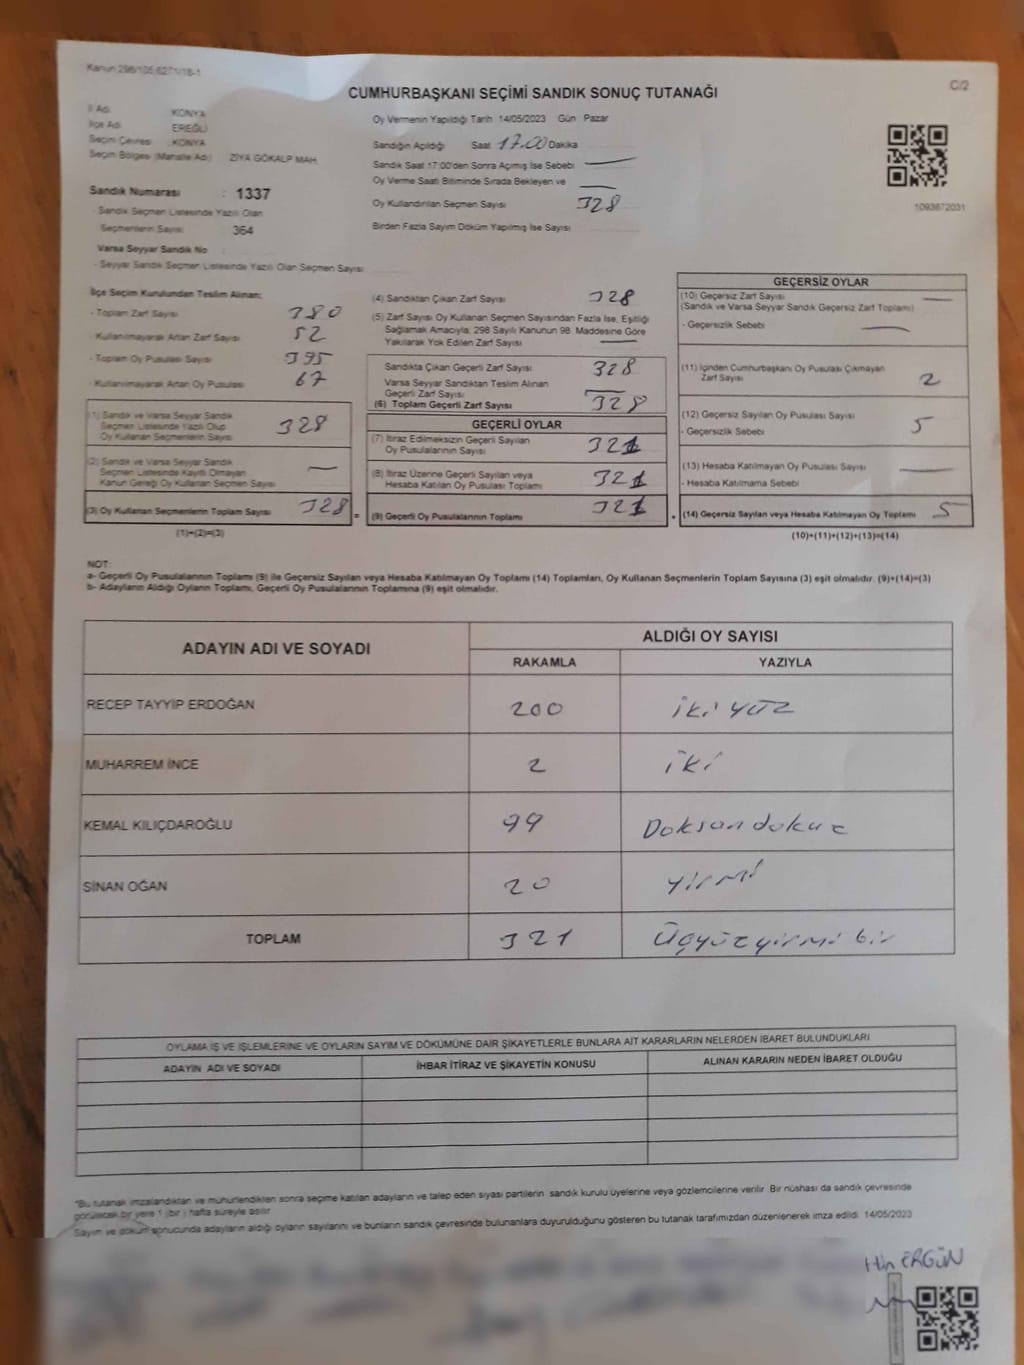 Kanun:298/105,6271/18-1
C/2
CUMHURBAŞKANI SEÇİMİ SANDIK SONUÇ TUTANAĞI
İl Adı KONYA
İlçe Adı EREĞLİ
Seçim Çevresi : KONYA
Seçim Bölgesi (Mahalle Adı) ZİYA GÖKALP MAH.
Sandık Numarası : 1337
- Sandık Seçmen Listesinde Yazılı Olan
Seçmenlerin Sayısı 364
Varsa Seyyar Sandık No
- Seyyar Sandık Seçmen Listesinde Yazılı Olan Seçmen Sayısı
Oy Vermenin Yapıldığı Tarih 14/05/2023 Gün Pazar
Sandığın Açıldığı Saat 17.00 Dakika
Sandık Saat 17:00'den Sonra Açımış İse Sebebi
Oy Verme Saati Bitiminde Sırada Bekleyen ve
Oy Kullandırılan Seçmen Sayısı 328
Birden Fazla Sayım Döküm Yapılmış İse Sayısı
1093872031
İlçe Seçim Kurulundan Teslim Alınan;
- Toplam Zarf Sayısı 380
- Kullanılmayarak Artan Zarf Sayısı 52
- Toplam Oy Pusulası Sayısı 395
- Kullanılmayarak Artan Oy Pusulası 67
(1) Sandık ve Varsa Seyyar Sandık
Seçmen Listesinde Yazılı Olup
Oy Kullanan Seçmenlerin Sayısı 328
(2) Sandık ve Varsa Seyyar Sandık
Seçmen Listesinde Kayıtlı Olmayan
Kanun Gereği Oy Kullanan Seçmen Sayısı —
(3) Oy Kullanan Seçmenlerin Toplam Sayısı 328
(1)+(2)=(3)
(4) Sandıktan Çıkan Zarf Sayısı 328
(5) Zarf Sayısı Oy Kullanan Seçmen Sayısından Fazla İse, Eşitliği
Sağlamak Amacıyla, 298 Sayılı Kanunun 98. Maddesine Göre
Yakılarak Yok Edilen Zarf Sayısı —
Sandıkta Çıkan Geçerli Zarf Sayısı 328
Varsa Seyyar Sandıktan Teslim Alınan
Geçerli Zarf Sayısı —
(6) Toplam Geçerli Zarf Sayısı 328
GEÇERLİ OYLAR
(7) İtiraz Edilmeksizin Geçerli Sayılan
Oy Pusulalarının Sayısı 321
(8) İtiraz Üzerine Geçerli Sayılan veya
Hesaba Katılan Oy Pusulası Toplamı 321
= (9) Geçerli Oy Pusulalarının Toplamı 321
GEÇERSİZ OYLAR
(10) Geçersiz Zarf Sayısı —
(Sandık ve Varsa Seyyar Sandık Geçersiz Zarf Toplamı)
- Geçersizlik Sebebi —
(11) İçinden Cumhurbaşkanı Oy Pusulası Çıkmayan
Zarf Sayısı 2
(12) Geçersiz Sayılan Oy Pusulası Sayısı 5
- Geçersizlik Sebebi
(13) Hesaba Katılmayan Oy Pusulası Sayısı —
- Hesaba Katılmama Sebebi
+ (14) Geçersiz Sayılan veya Hesaba Katılmayan Oy Toplamı 5
(10)+(11)+(12)+(13)=(14)
NOT:
a- Geçerli Oy Pusulalarının Toplamı (9) ile Geçersiz Sayılan veya Hesaba Katılmayan Oy Toplamı (14) Toplamları, Oy Kullanan Seçmenlerin Toplam Sayısına (3) eşit olmalıdır. (9)+(14)=(3)
b- Adayların Aldığı Oyların Toplamı, Geçerli Oy Pusulalarının Toplamına (9) eşit olmalıdır.
ADAYIN ADI VE SOYADI
ALDIĞI OY SAYISI
RAKAMLA YAZIYLA
RECEP TAYYİP ERDOĞAN 200 iki yüz
MUHARREM İNCE 2 iki
KEMAL KILIÇDAROĞLU 99 Doksan dokuz
SİNAN OĞAN 20 yirmi
TOPLAM 321 Üçyüzyirmi bir
OYLAMA İŞ VE İŞLEMLERİNE VE OYLARIN SAYIM VE DÖKÜMÜNE DAİR ŞİKAYETLERLE BUNLARA AİT KARARLARIN NELERDEN İBARET BULUNDUKLARI
ADAYIN ADI VE SOYADI İHBAR İTİRAZ VE ŞİKAYETİN KONUSU ALINAN KARARIN NEDEN İBARET OLDUĞU
"Bu tutanak imzalandıktan ve mühürlendikten sonra seçime katılan adayların ve talep eden siyasi partilerin sandık kurulu üyelerine veya gözlemcilerine verilir. Bir nüshası da sandık çevresinde
görülecek bir yere 1 (bir) hafta süreyle asılır.
Sayım ve döküm sonucunda adayların aldığı oyların sayılarını ve bunların sandık çevresinde bulunanlara duyurulduğunu gösteren bu tutanak tarafımızdan düzenlenerek imza edildi. 14/05/2023
ERGÜN